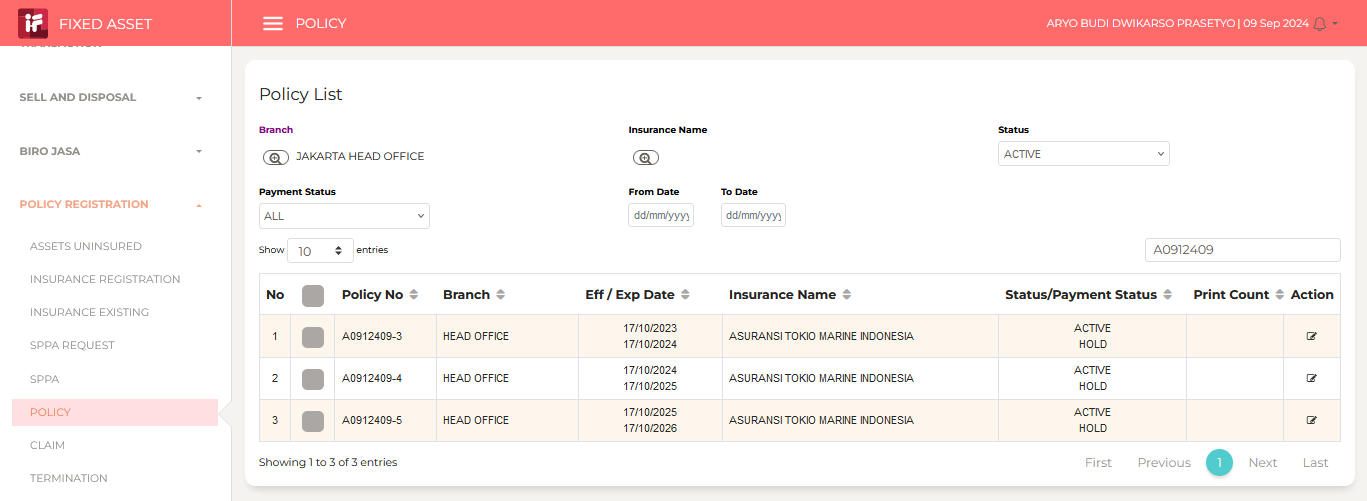 FIXED ASSET
POLICY
ARYO BUDI DWIKARSO PRASETYO | 09 Sep 2024
TRANSACTION
SELL AND DISPOSAL
BIRO JASA
POLICY REGISTRATION
ASSETS UNINSURED
INSURANCE REGISTRATION
INSURANCE EXISTING
SPPA REQUEST
SPPA
POLICY
CLAIM
TERMINATION
Policy List
Branch Insurance Name Status
JAKARTA HEAD OFFICE ACTIVE
Payment Status From Date To Date
ALL dd/mm/yyyy dd/mm/yyyy
Show 10 entries A0912409
No Policy No Branch Eff / Exp Date Insurance Name Status/Payment Status Print Count Action
1 A0912409-3 HEAD OFFICE 17/10/2023 ASURANSI TOKIO MARINE INDONESIA ACTIVE
17/10/2024 HOLD
2 A0912409-4 HEAD OFFICE 17/10/2024 ASURANSI TOKIO MARINE INDONESIA ACTIVE
17/10/2025 HOLD
3 A0912409-5 HEAD OFFICE 17/10/2025 ASURANSI TOKIO MARINE INDONESIA ACTIVE
17/10/2026 HOLD
Showing 1 to 3 of 3 entries First Previous 1 Next Last